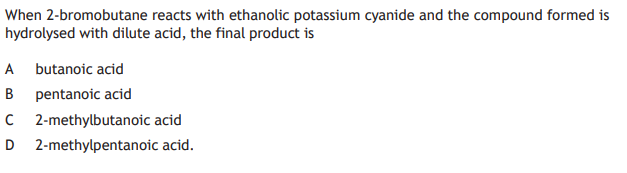 When 2-bromobutane reacts with ethanolic potassium cyanide and the compound formed is
hydrolysed with dilute acid, the final product is
A butanoic acid
B pentanoic acid
C 2-methylbutanoic acid
D 2-methylpentanoic acid.